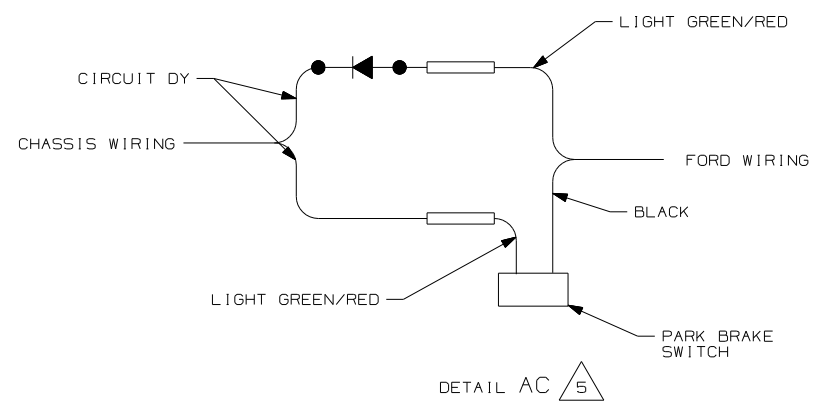 LIGHT GREEN/RED
CIRCUIT DY
CHASSIS WIRING
FORD WIRING
BLACK
LIGHT GREEN/RED
PARK BRAKE
SWITCH
DETAIL AC 5